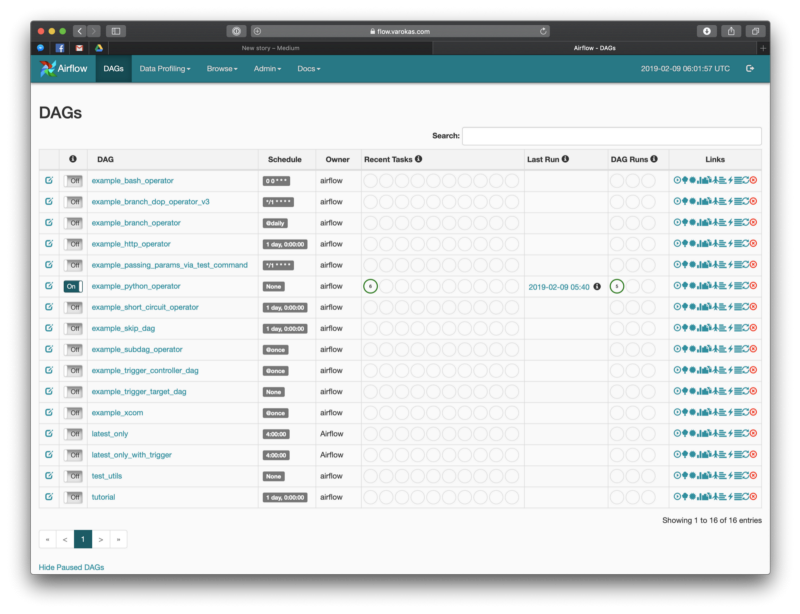 flow.varokas.com
New story – Medium
Airflow - DAGs
Airflow DAGs Data Profiling Browse Admin Docs 2019-02-09 06:01:57 UTC
DAGs
Search:
DAG Schedule Owner Recent Tasks Last Run DAG Runs Links
Off example_bash_operator 0 0 * * * airflow
Off example_branch_dop_operator_v3 */1 * * * * airflow
Off example_branch_operator @daily airflow
Off example_http_operator 1 day, 0:00:00 airflow
Off example_passing_params_via_test_command */1 * * * * airflow
On example_python_operator None airflow 2019-02-09 05:40
Off example_short_circuit_operator 1 day, 0:00:00 airflow
Off example_skip_dag 1 day, 0:00:00 airflow
Off example_subdag_operator @once airflow
Off example_trigger_controller_dag @once airflow
Off example_trigger_target_dag None airflow
Off example_xcom @once airflow
Off latest_only 4:00:00 Airflow
Off latest_only_with_trigger 4:00:00 Airflow
Off test_utils None airflow
Off tutorial 1 day, 0:00:00 airflow
Showing 1 to 16 of 16 entries
« < 1 > »
Hide Paused DAGs